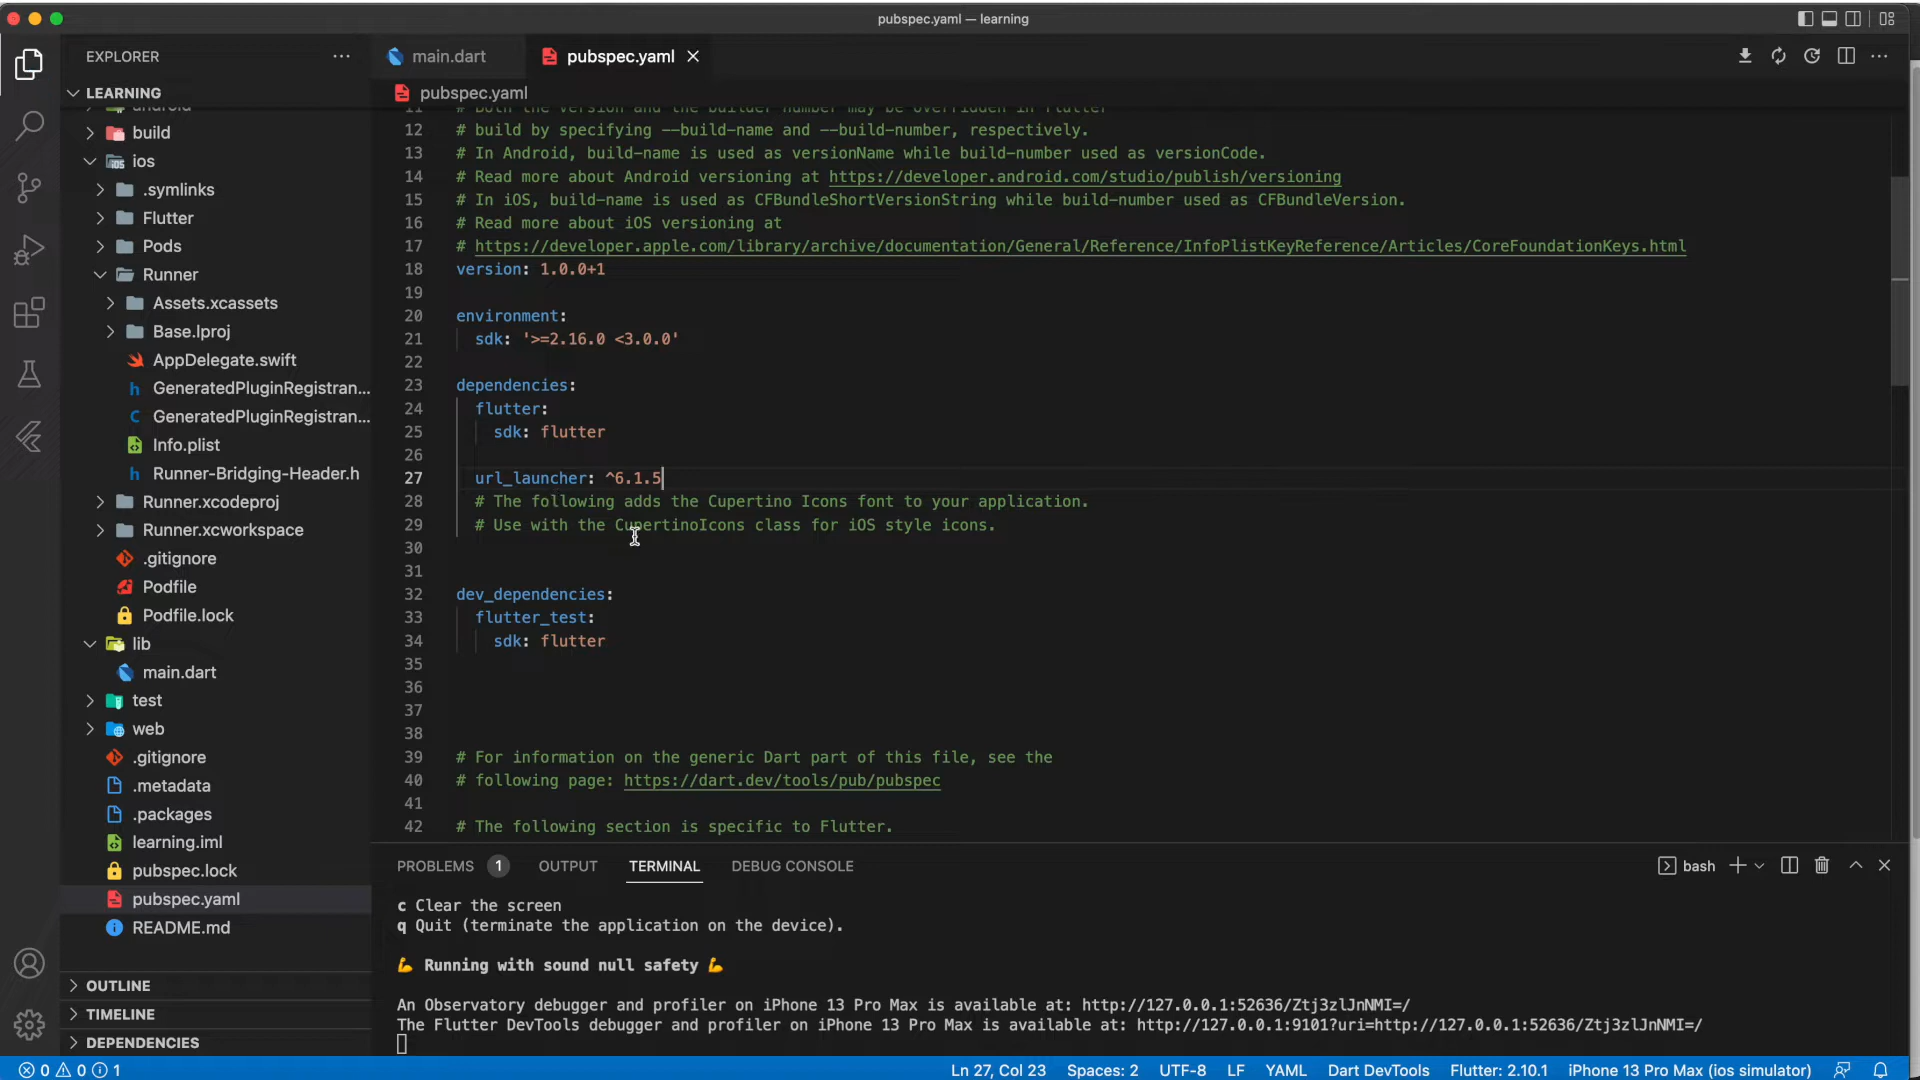 pubspec.yaml — learning
EXPLORER
main.dart
pubspec.yaml
LEARNING
pubspec.yaml
android
build
ios
.symlinks
Flutter
Pods
Runner
Assets.xcassets
Base.lproj
AppDelegate.swift
GeneratedPluginRegistran...
GeneratedPluginRegistran...
Info.plist
Runner-Bridging-Header.h
Runner.xcodeproj
Runner.xcworkspace
.gitignore
Podfile
Podfile.lock
lib
main.dart
test
web
.gitignore
.metadata
.packages
learning.iml
pubspec.lock
pubspec.yaml
README.md
OUTLINE
TIMELINE
DEPENDENCIES
11 # Both the version and the builder number may be overridden in Flutter
12 # build by specifying --build-name and --build-number, respectively.
13 # In Android, build-name is used as versionName while build-number used as versionCode.
14 # Read more about Android versioning at https://developer.android.com/studio/publish/versioning
15 # In iOS, build-name is used as CFBundleShortVersionString while build-number used as CFBundleVersion.
16 # Read more about iOS versioning at
17 # https://developer.apple.com/library/archive/documentation/General/Reference/InfoPlistKeyReference/Articles/CoreFoundationKeys.html
18 version: 1.0.0+1
19
20 environment:
21 sdk: '>=2.16.0 <3.0.0'
22
23 dependencies:
24 flutter:
25 sdk: flutter
26
27 url_launcher: ^6.1.5
28 # The following adds the Cupertino Icons font to your application.
29 # Use with the CupertinoIcons class for iOS style icons.
30
31
32 dev_dependencies:
33 flutter_test:
34 sdk: flutter
35
36
37
38
39 # For information on the generic Dart part of this file, see the
40 # following page: https://dart.dev/tools/pub/pubspec
41
42 # The following section is specific to Flutter.
PROBLEMS 1 OUTPUT TERMINAL DEBUG CONSOLE bash
c Clear the screen
q Quit (terminate the application on the device).
💪 Running with sound null safety 💪
An Observatory debugger and profiler on iPhone 13 Pro Max is available at: http://127.0.0.1:52636/Ztj3zlJnNMI=/
The Flutter DevTools debugger and profiler on iPhone 13 Pro Max is available at: http://127.0.0.1:9101?uri=http://127.0.0.1:52636/Ztj3zlJnNMI=/
0 0 1 Ln 27, Col 23 Spaces: 2 UTF-8 LF YAML Dart DevTools Flutter: 2.10.1 iPhone 13 Pro Max (ios simulator)